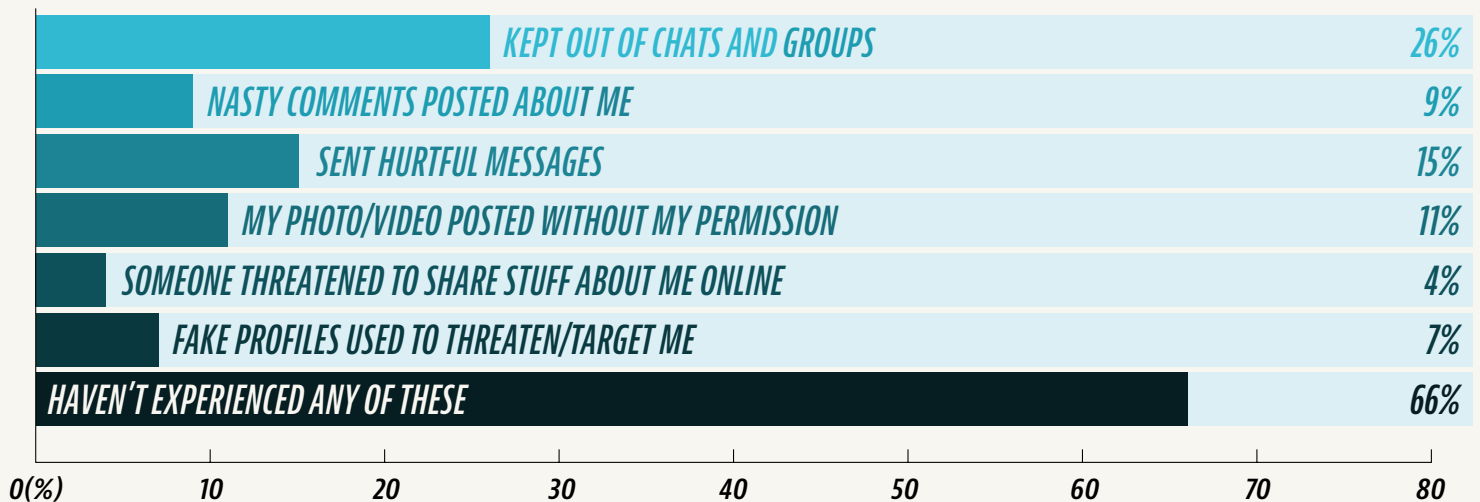 KEPT OUT OF CHATS AND GROUPS 26%
NASTY COMMENTS POSTED ABOUT ME 9%
SENT HURTFUL MESSAGES 15%
MY PHOTO/VIDEO POSTED WITHOUT MY PERMISSION 11%
SOMEONE THREATENED TO SHARE STUFF ABOUT ME ONLINE 4%
FAKE PROFILES USED TO THREATEN/TARGET ME 7%
HAVEN'T EXPERIENCED ANY OF THESE 66%
0(%) 10 20 30 40 50 60 70 80